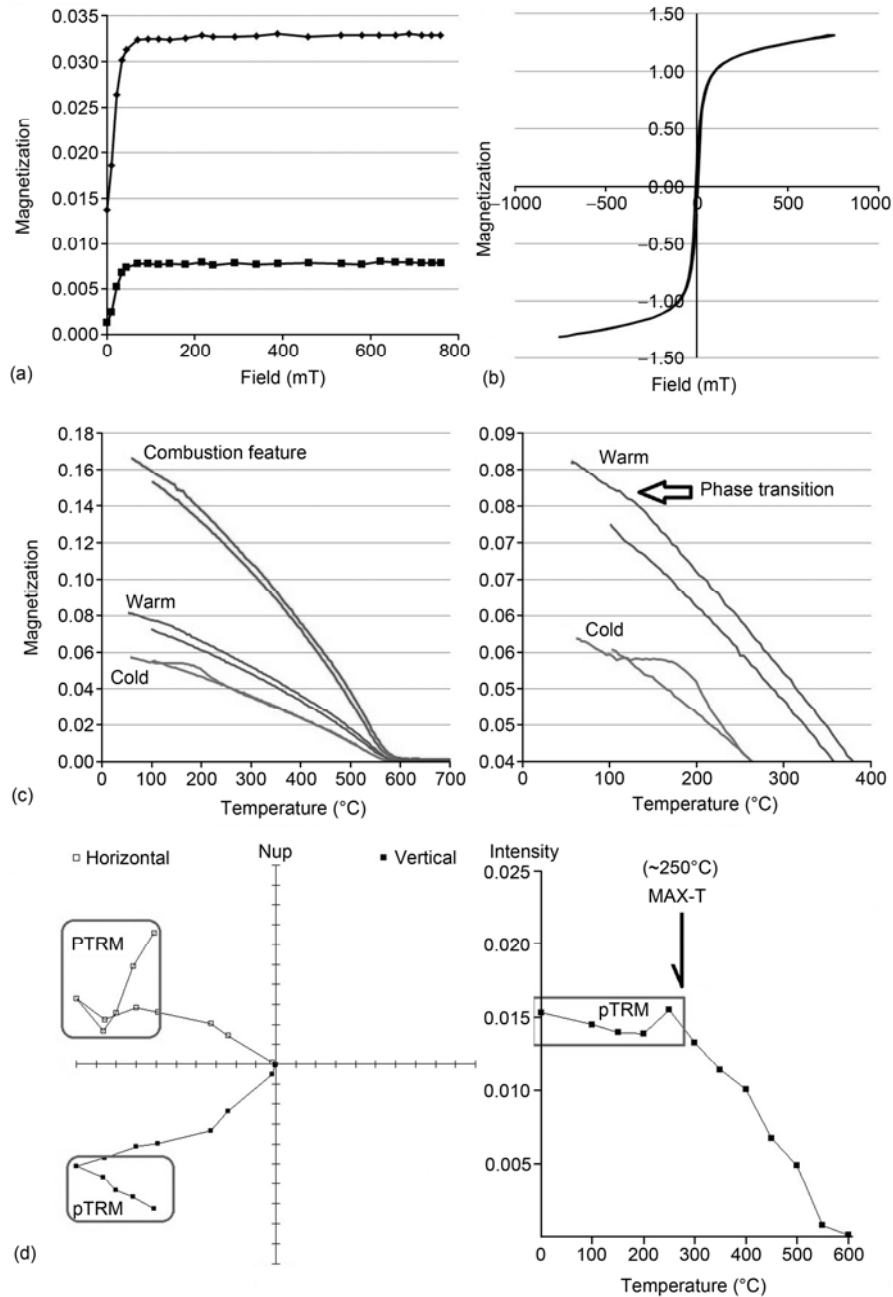 0.035
0.030
0.025
0.020
0.015
0.010
0.005
0.000
Magnetization
0 200 400 600 800
Field (mT)
(a)
(b)
1.50
1.00
0.50
0.00
−0.50
−1.00
−1.50
Magnetization
−1000 −500 0 500 1000
Field (mT)
0.18
0.16
0.14
0.12
0.10
0.08
0.06
0.04
0.02
0.00
Magnetization
Combustion feature
Warm
Cold
0 100 200 300 400 500 600 700
Temperature (°C)
(c)
0.09
0.08
0.08
0.07
0.07
0.06
0.06
0.05
0.05
0.04
Warm
Phase transition
Cold
0 100 200 300 400
Temperature (°C)
Horizontal
Nup
Vertical
PTRM
pTRM
(d)
Intensity
0.025
0.020
0.015
0.010
0.005
(~250°C)
MAX-T
pTRM
0 100 200 300 400 500 600
Temperature (°C)